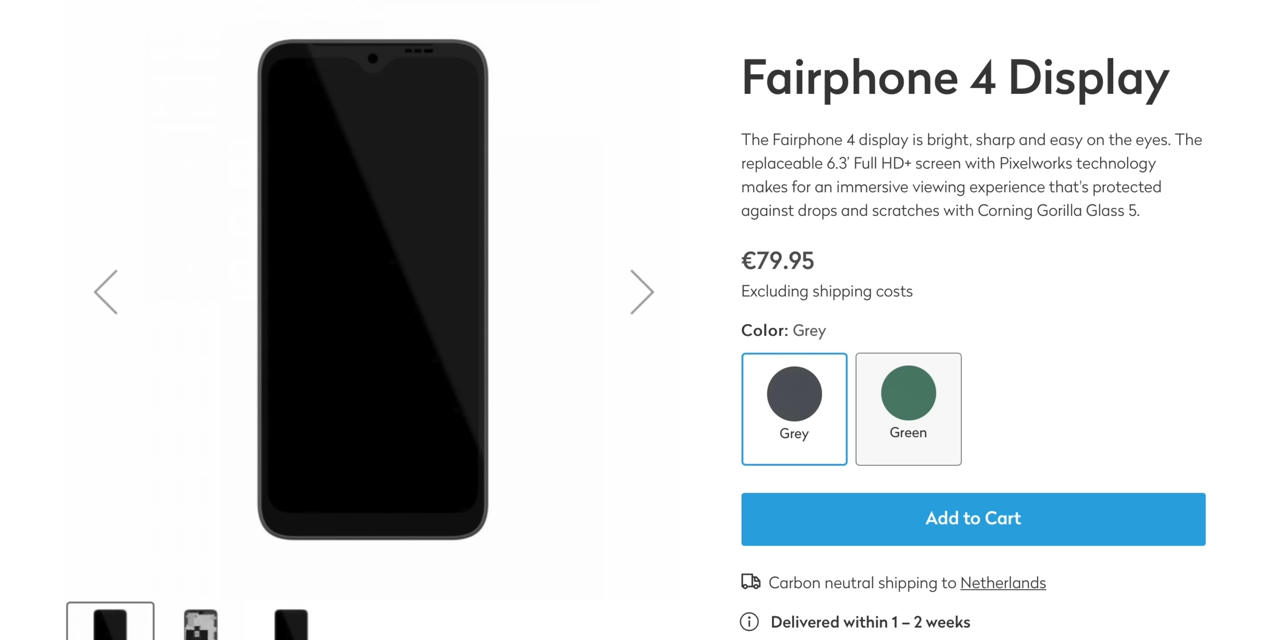 Fairphone 4 Display
The Fairphone 4 display is bright, sharp and easy on the eyes. The
replaceable 6.3’ Full HD+ screen with Pixelworks technology
makes for an immersive viewing experience that's protected
against drops and scratches with Corning Gorilla Glass 5.
€79.95
Excluding shipping costs
Color: Grey
Grey
Green
Add to Cart
Carbon neutral shipping to Netherlands
Delivered within 1 – 2 weeks